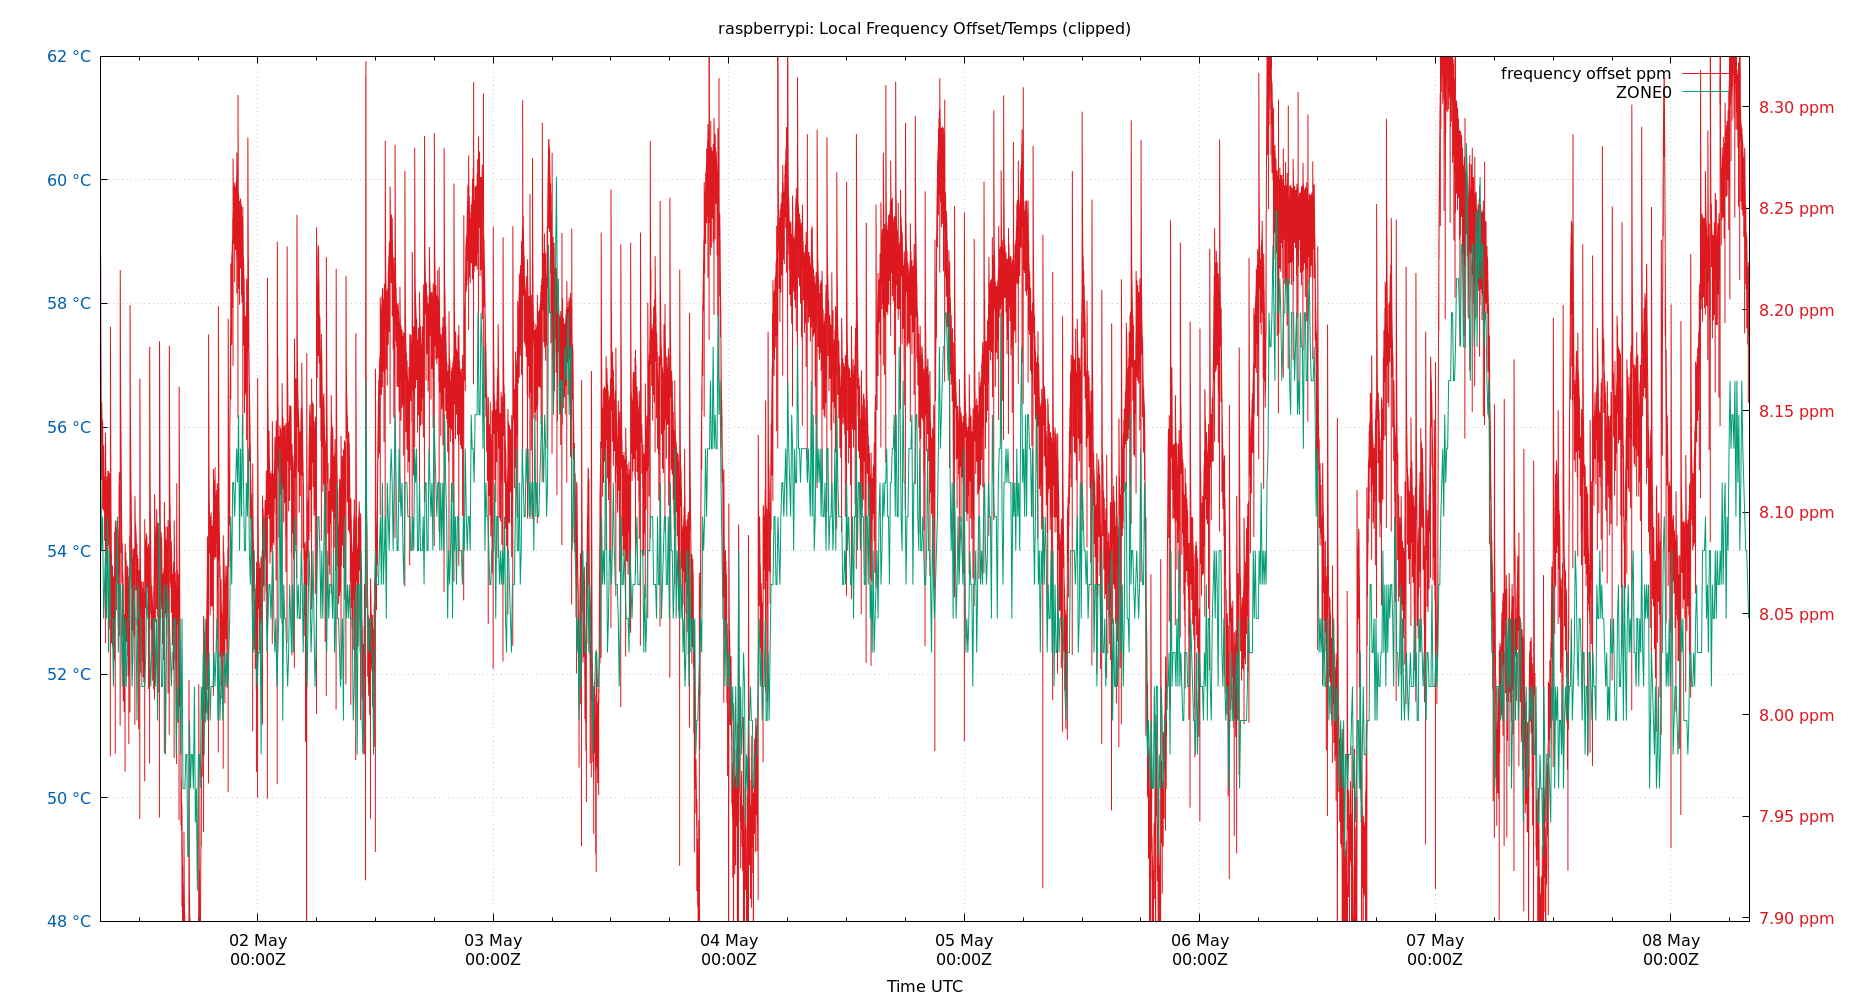 raspberrypi: Local Frequency Offset/Temps (clipped)
62 °C
60 °C
58 °C
56 °C
54 °C
52 °C
50 °C
48 °C
frequency offset ppm
ZONE0
8.30 ppm
8.25 ppm
8.20 ppm
8.15 ppm
8.10 ppm
8.05 ppm
8.00 ppm
7.95 ppm
7.90 ppm
02 May
00:00Z
03 May
00:00Z
04 May
00:00Z
05 May
00:00Z
06 May
00:00Z
07 May
00:00Z
08 May
00:00Z
Time UTC